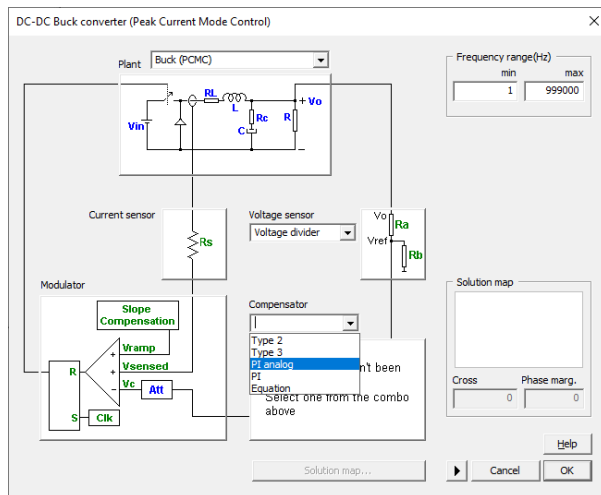 DC-DC Buck converter (Peak Current Mode Control)
Plant
Buck (PCMC)
Frequency range(Hz)
min
max
1
999000
RL
L
+ Vo
Vin
Rc
C
R
−
Current sensor
Rs
Voltage sensor
Voltage divider
Vo
Ra
Vref
Rb
Modulator
Slope
Compensation
Vramp
Vsensed
Vc
Att
R
S
Clk
+
+
−
Compensator
Type 2
Type 3
PI analog
PI
Equation
n't been
Select one from the combo
above
Solution map
Cross
Phase marg.
0
0
Help
Solution map...
Cancel
OK